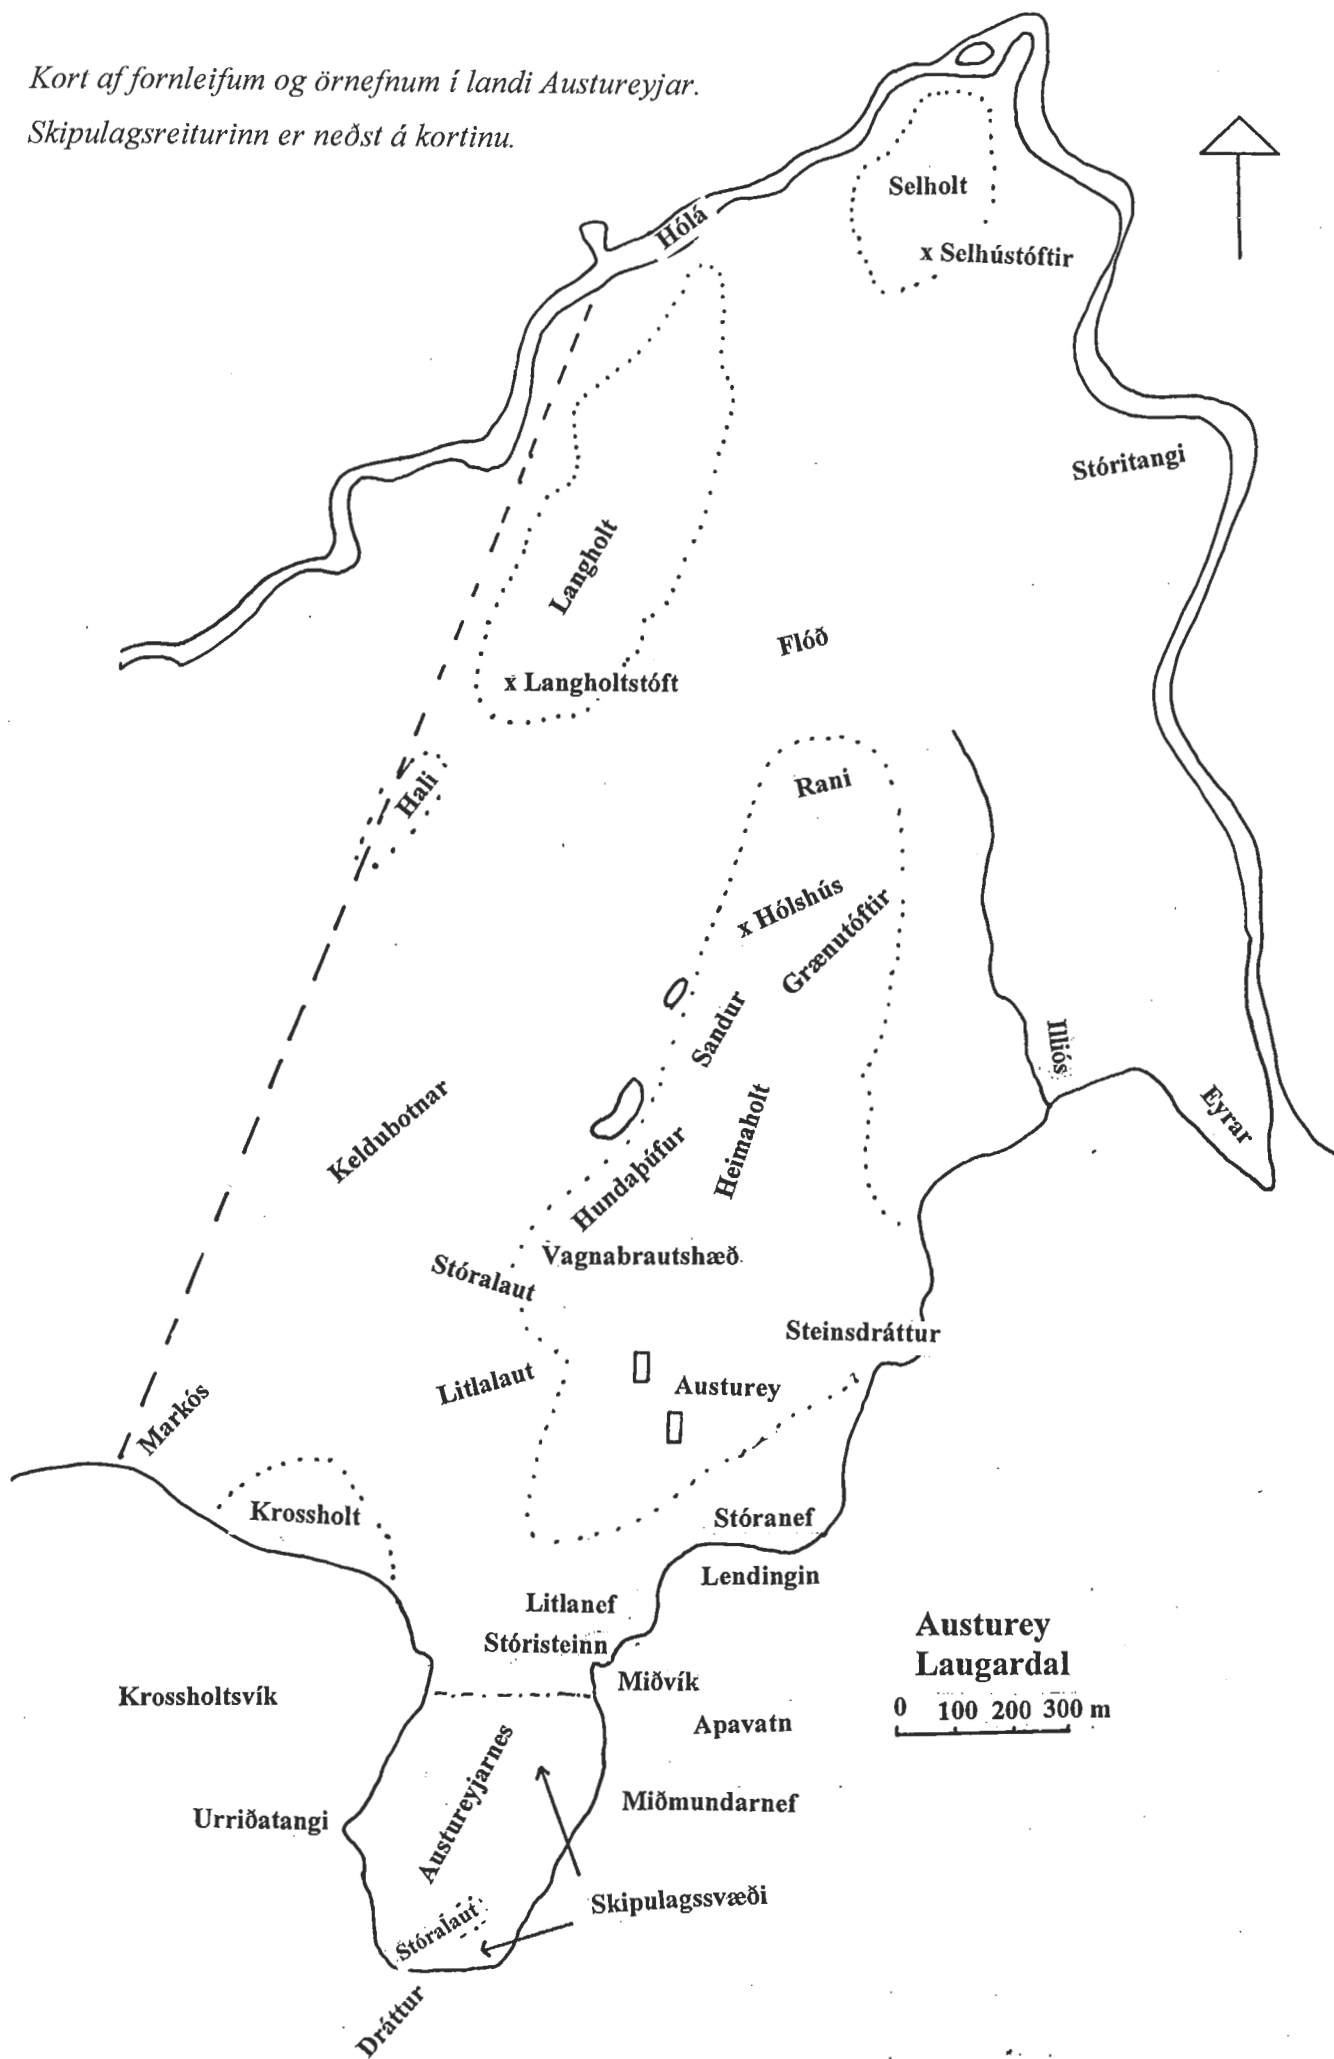 Kort af fornleifum og örnefnum í landi Austureyjar.
Skipulagsreiturinn er neðst á kortinu.
Selholt
Hólá
x Selhústóftir
Stóritangi
Langholt
Flóð
x Langholtstóft
Hali
Rani
x Hólshús
Grænutóftir
Sandur
Illiós
Keldubotnar
Heimaholt
Eyrar
Hundaþúfur
Vagnabrautshæð
Stóralaut
Steinsdráttur
Litlalaut
Austurey
Markós
Krossholt
Stóranef
Lendingin
Litlanef
Stóristeinn
Austurey
Laugardal
Krossholtsvík
Miðvík
0 100 200 300 m
Apavatn
Austureyjarnes
Urriðatangi
Miðmundarnef
Skipulagssvæði
Stóralaut
Dráttur